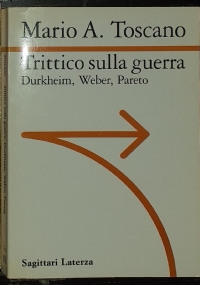 Mario A. Toscano
Trittico sulla guerra
Durkheim, Weber, Pareto
Sagittari Laterza